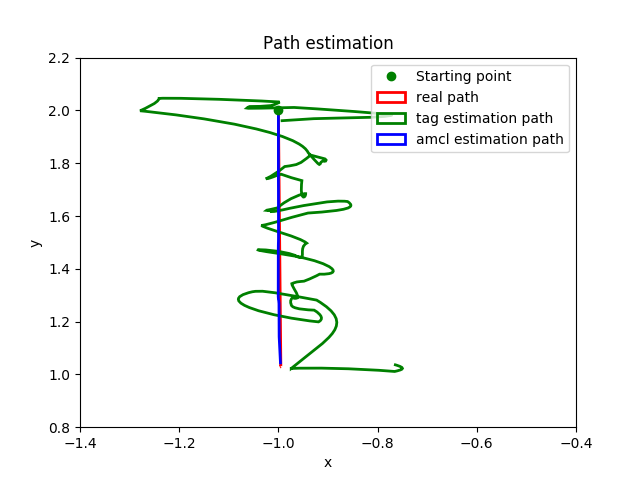 Path estimation
Starting point
real path
tag estimation path
amcl estimation path
2.2
2.0
1.8
1.6
1.4
1.2
1.0
0.8
y
−1.4 −1.2 −1.0 −0.8 −0.6 −0.4
x